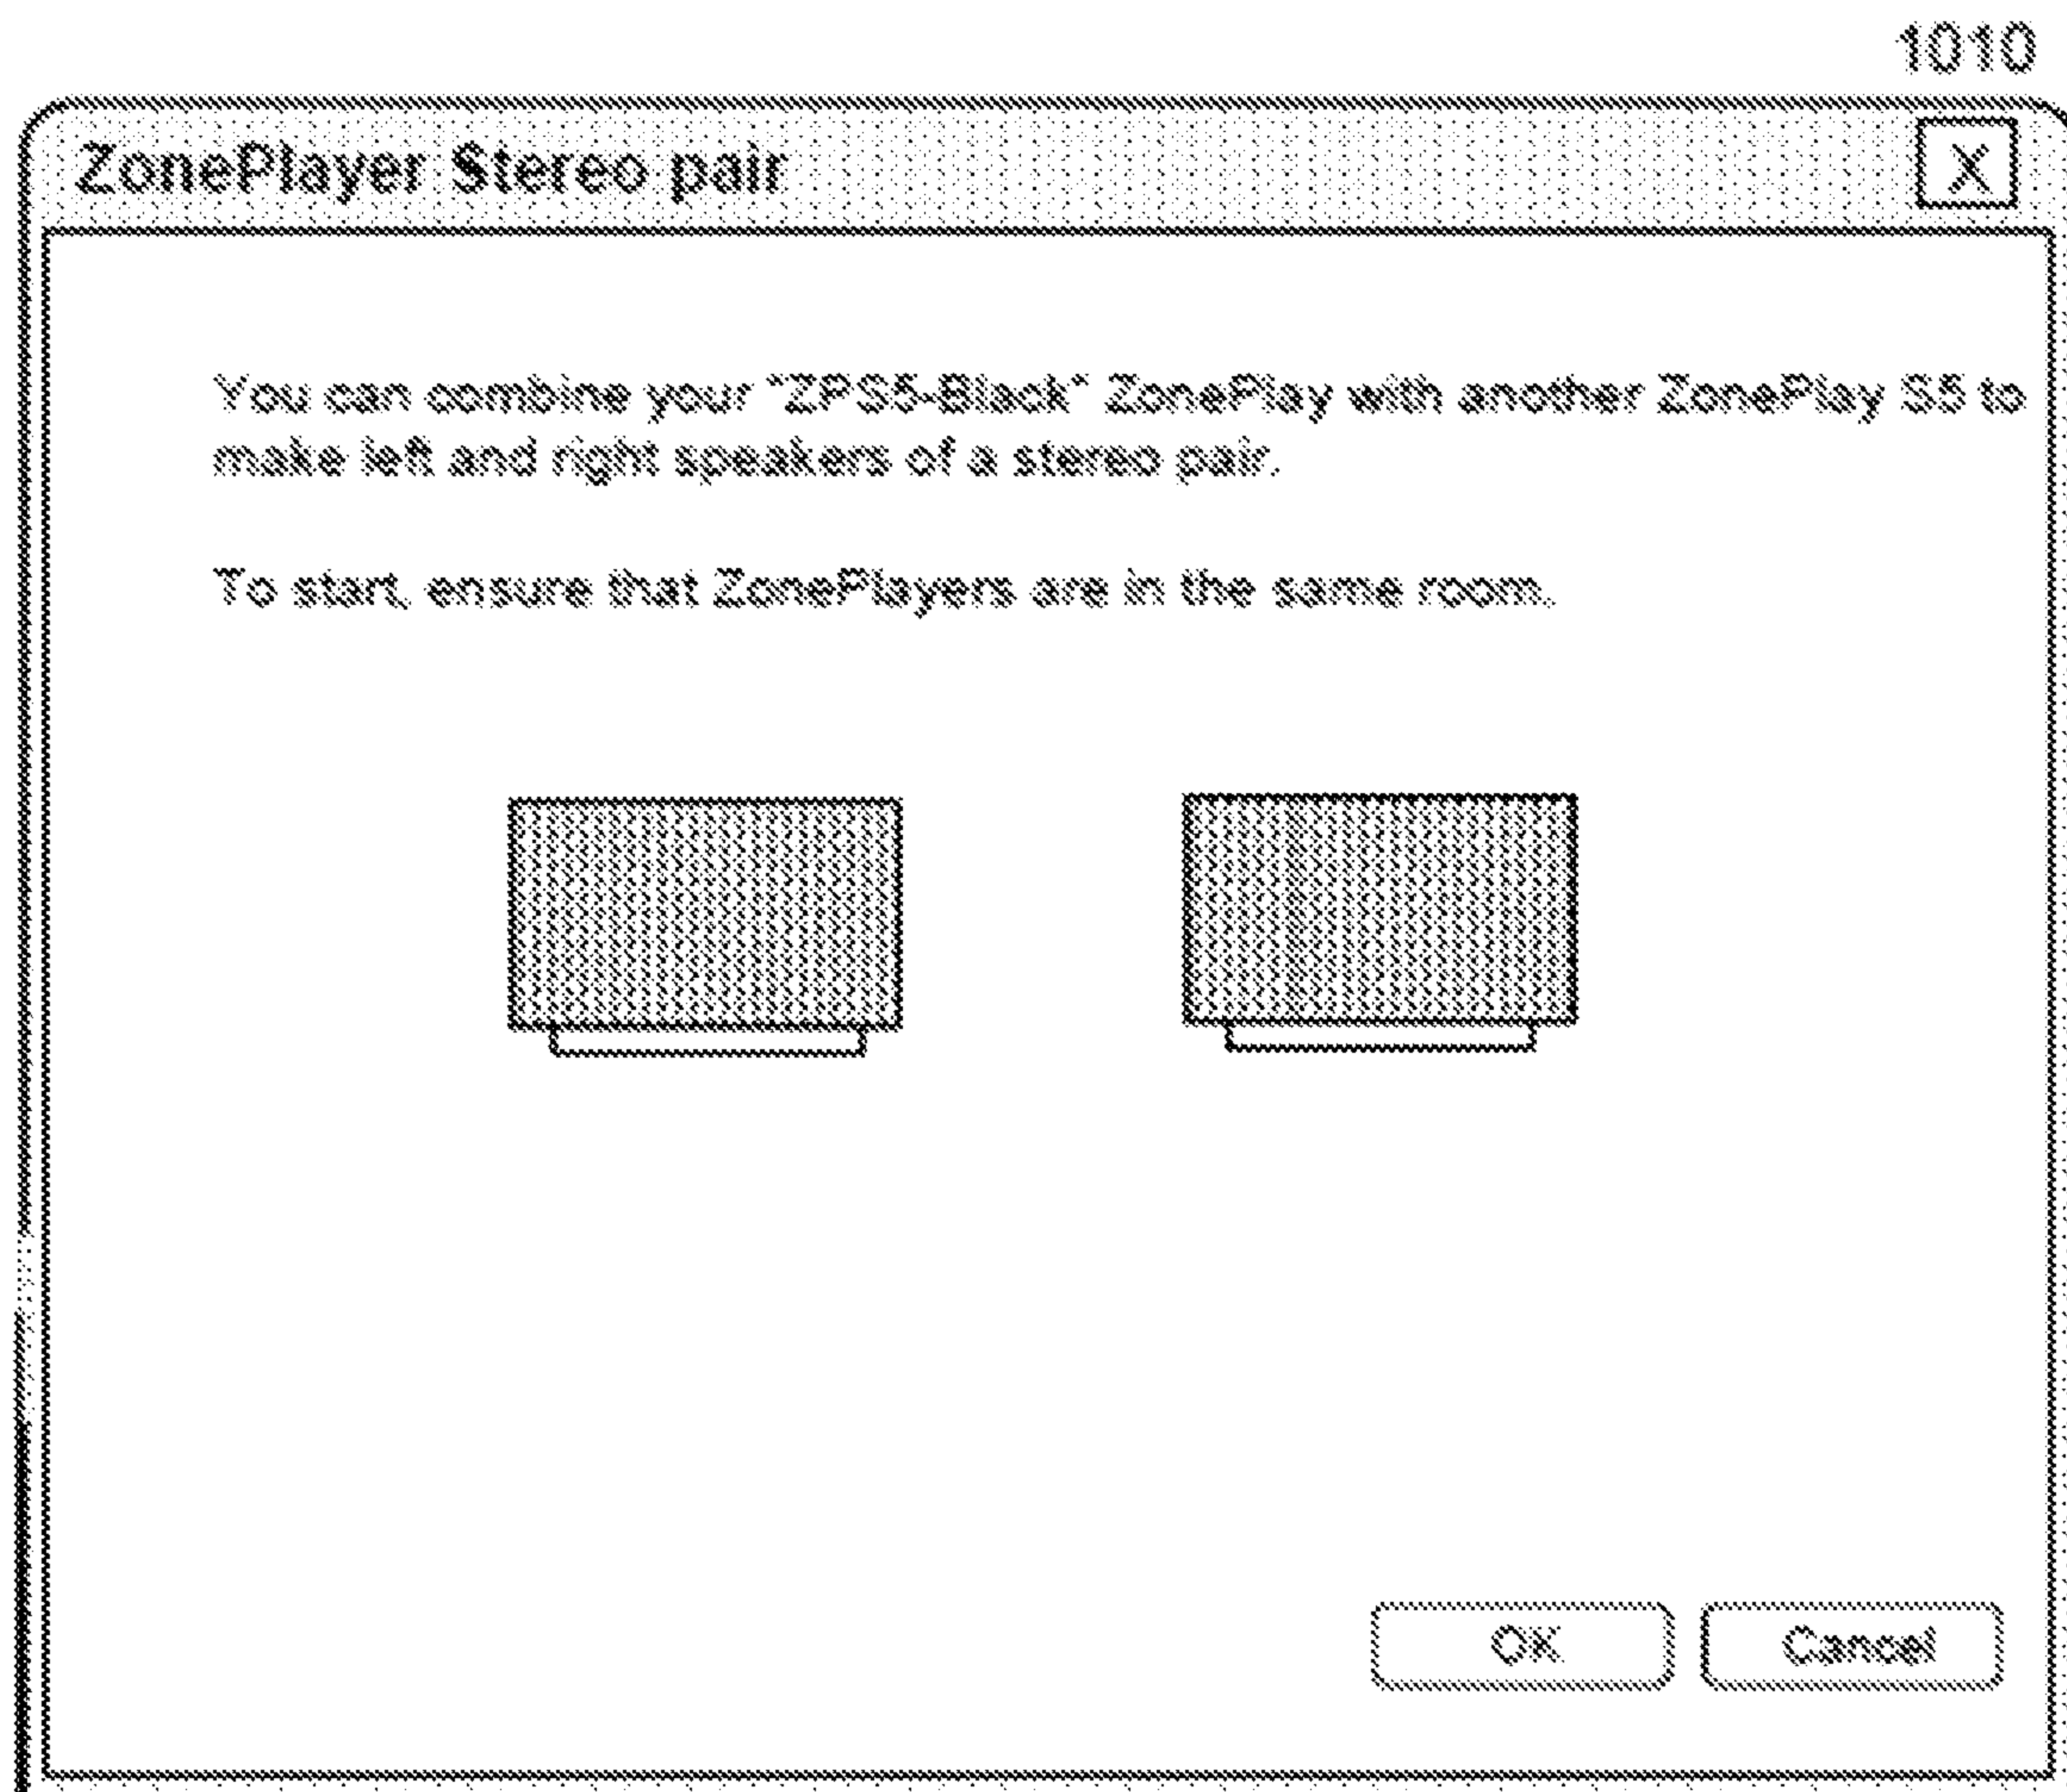 1010
ZonePlayer Stereo pair
X
You can combine your "ZPS5-Black" ZonePlay with another ZonePlay S5 to
make left and right speakers of a stereo pair.
To start, ensure that ZonePlayers are in the same room.
OK
Cancel